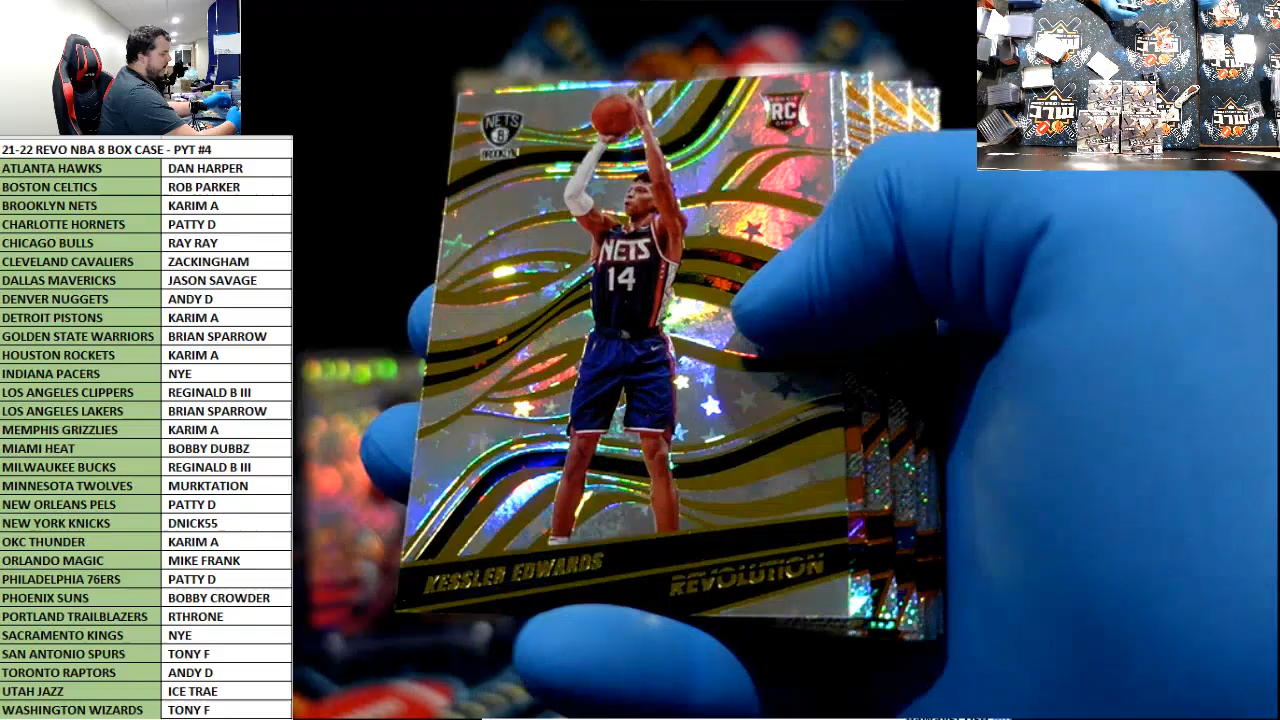 21-22 REVO NBA 8 BOX CASE - PYT #4
ATLANTA HAWKS DAN HARPER
BOSTON CELTICS ROB PARKER
BROOKLYN NETS KARIM A
CHARLOTTE HORNETS PATTY D
CHICAGO BULLS RAY RAY
CLEVELAND CAVALIERS ZACKINGHAM
DALLAS MAVERICKS JASON SAVAGE
DENVER NUGGETS ANDY D
DETROIT PISTONS KARIM A
GOLDEN STATE WARRIORS BRIAN SPARROW
HOUSTON ROCKETS KARIM A
INDIANA PACERS NYE
LOS ANGELES CLIPPERS REGINALD B III
LOS ANGELES LAKERS BRIAN SPARROW
MEMPHIS GRIZZLIES KARIM A
MIAMI HEAT BOBBY DUBBZ
MILWAUKEE BUCKS REGINALD B III
MINNESOTA TWOLVES MURKTATION
NEW ORLEANS PELS PATTY D
NEW YORK KNICKS DNICK55
OKC THUNDER KARIM A
ORLANDO MAGIC MIKE FRANK
PHILADELPHIA 76ERS PATTY D
PHOENIX SUNS BOBBY CROWDER
PORTLAND TRAILBLAZERS RTHRONE
SACRAMENTO KINGS NYE
SAN ANTONIO SPURS TONY F
TORONTO RAPTORS ANDY D
UTAH JAZZ ICE TRAE
WASHINGTON WIZARDS TONY F
NETS
B
BROOKLYN
RC
NETS
14
KESSLER EDWARDS
REVOLUTION
MLC
MLC
MLC